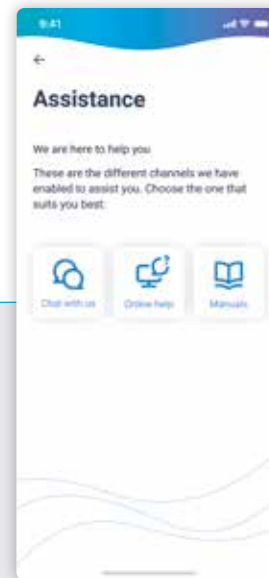 9:41
Assistance
We are here to help you
These are the different channels we have
enabled to assist you. Choose the one that
suits you best:
Chat with us
Online help
Manuals